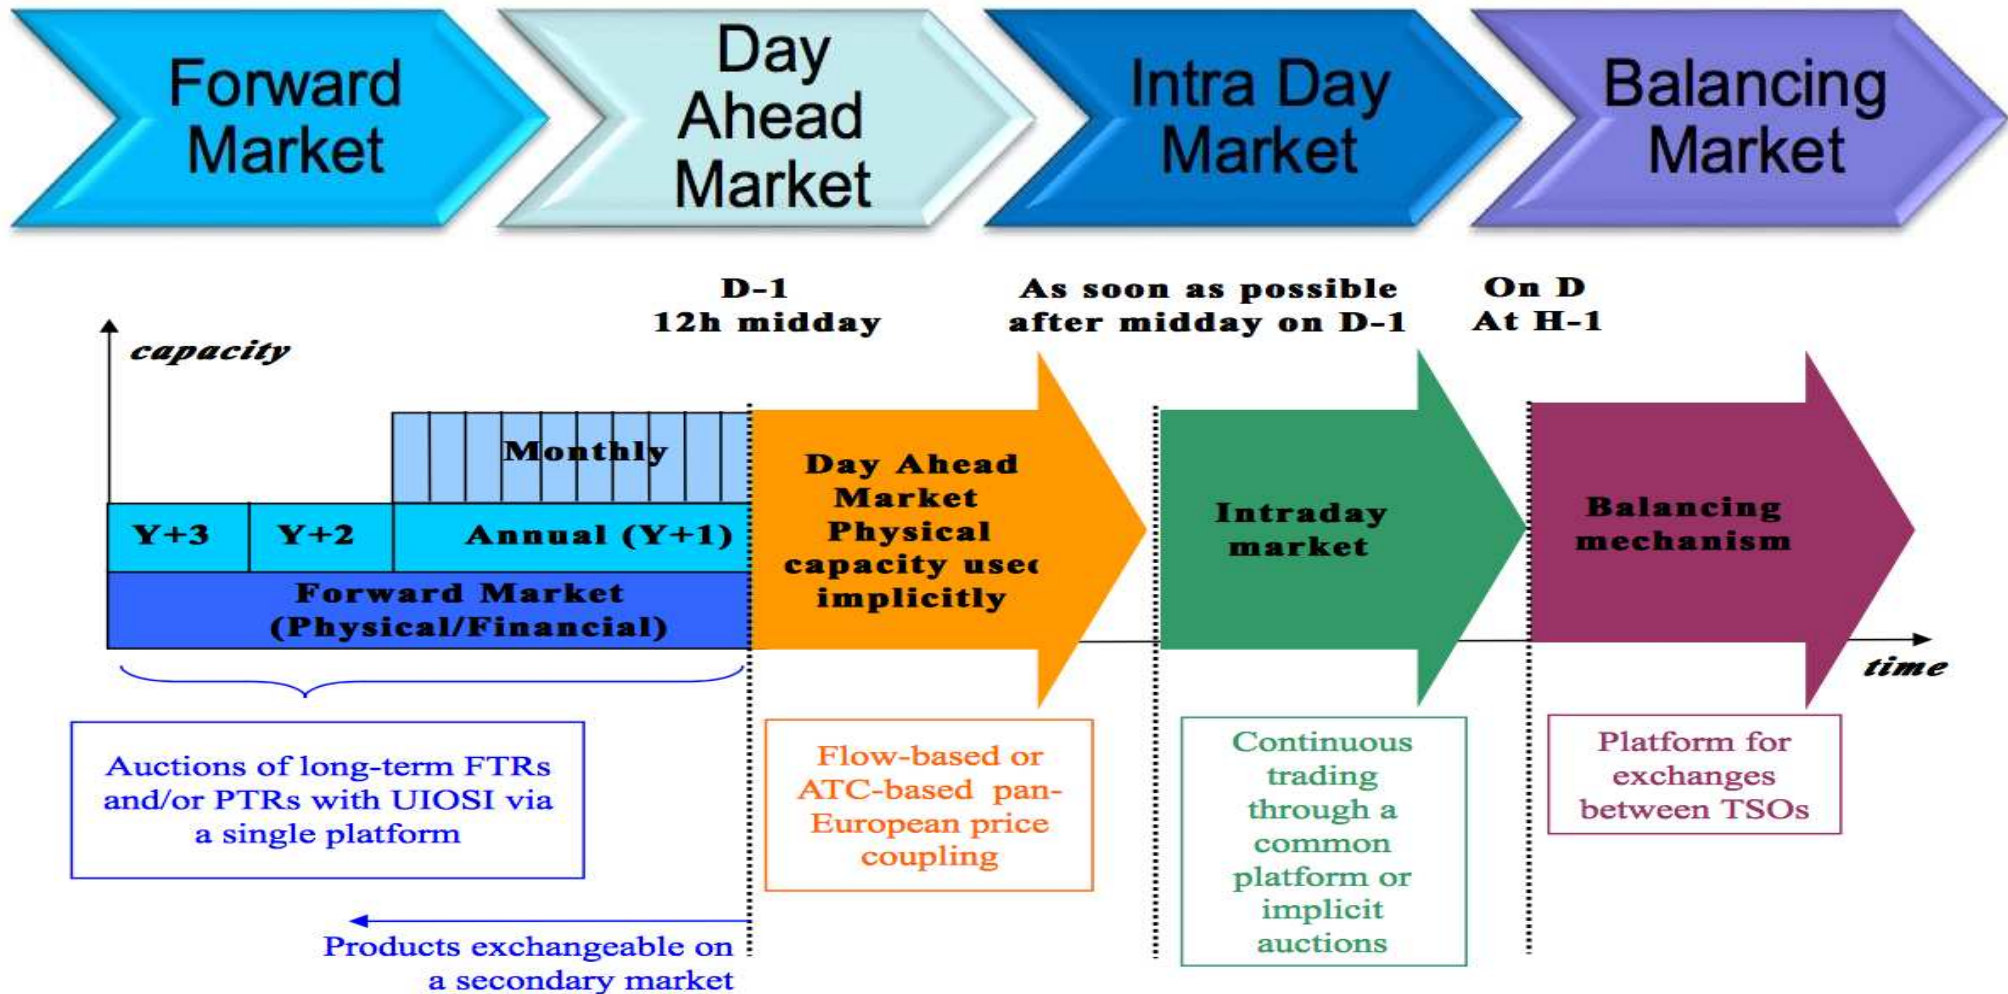 Forward
Market
Day
Ahead
Market
Intra Day
Market
Balancing
Market
D-1
12h midday
As soon as possible
after midday on D-1
On D
At H-1
capacity
Monthly
Y+3
Y+2
Annual (Y+1)
Forward Market
(Physical/Financial)
Day Ahead
Market
Physical
capacity used
implicitly
Intraday
market
Balancing
mechanism
time
Auctions of long-term FTRs
and/or PTRs with UIOSI via
a single platform
Flow-based or
ATC-based pan-
European price
coupling
Continuous
trading
through a
common
platform or
implicit
auctions
Platform for
exchanges
between TSOs
Products exchangeable on
a secondary market